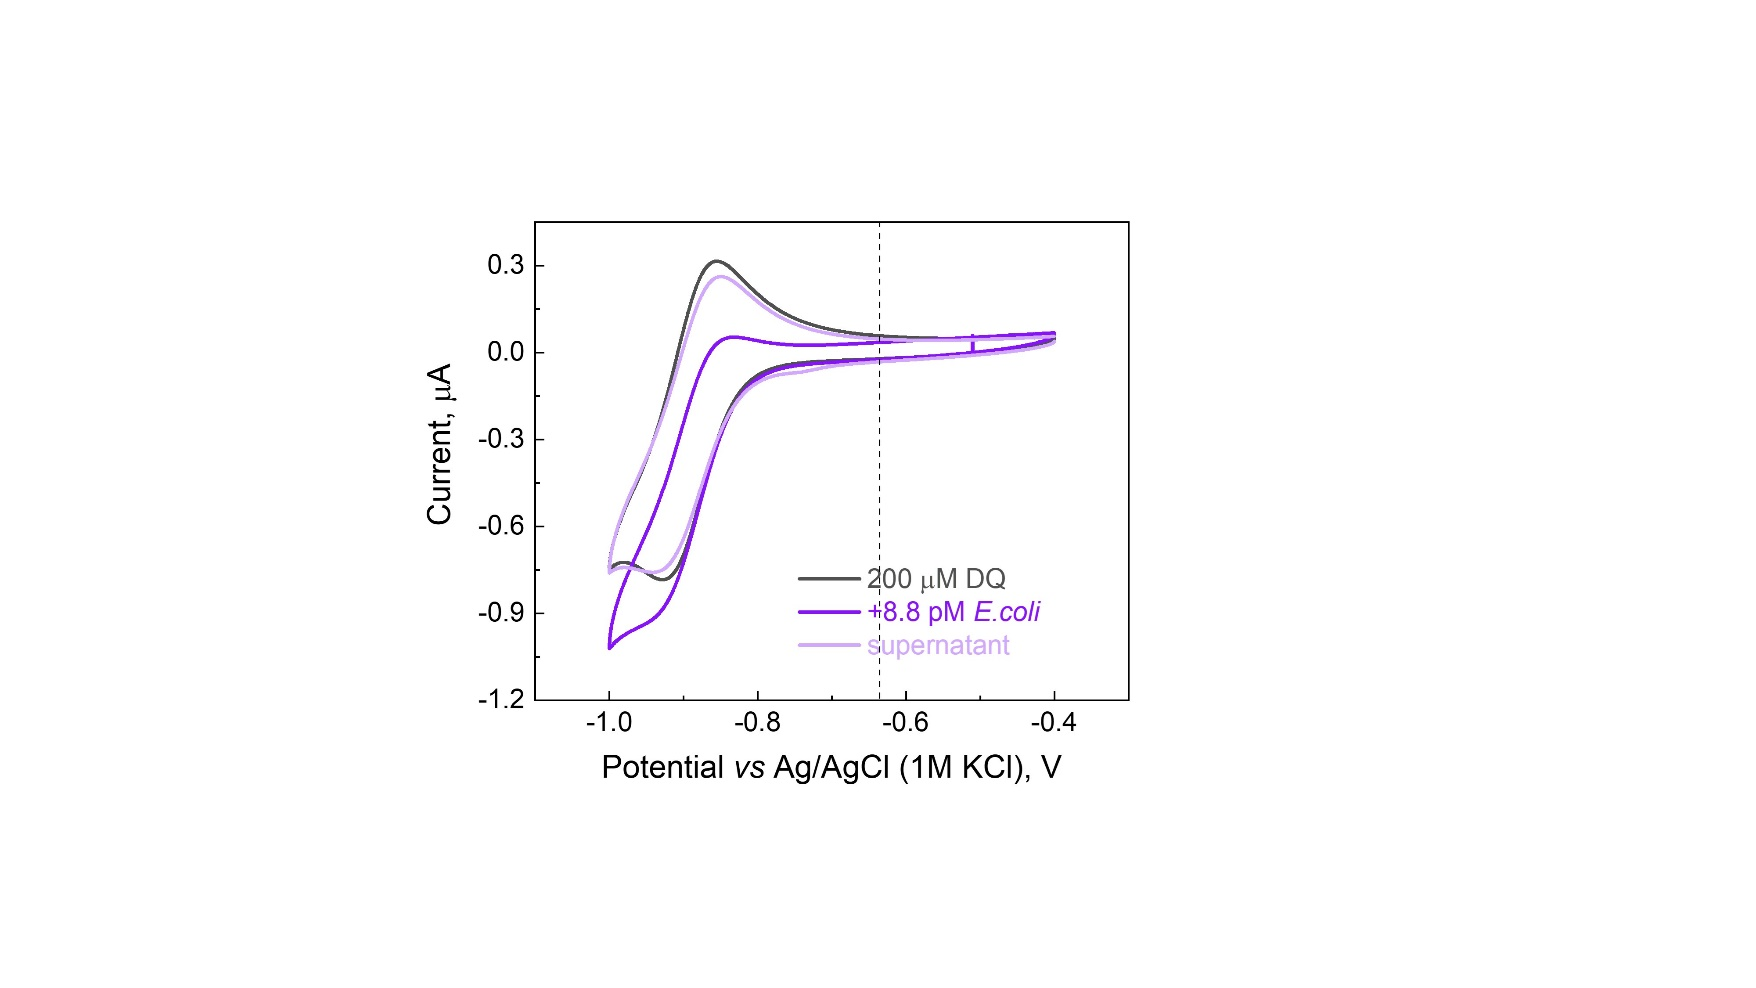 0.3
0.0
-0.3
-0.6
-0.9
-1.2
Current, μA
200 μM DQ
+8.8 pM E.coli
supernatant
-1.0 -0.8 -0.6 -0.4
Potential vs Ag/AgCl (1M KCl), V